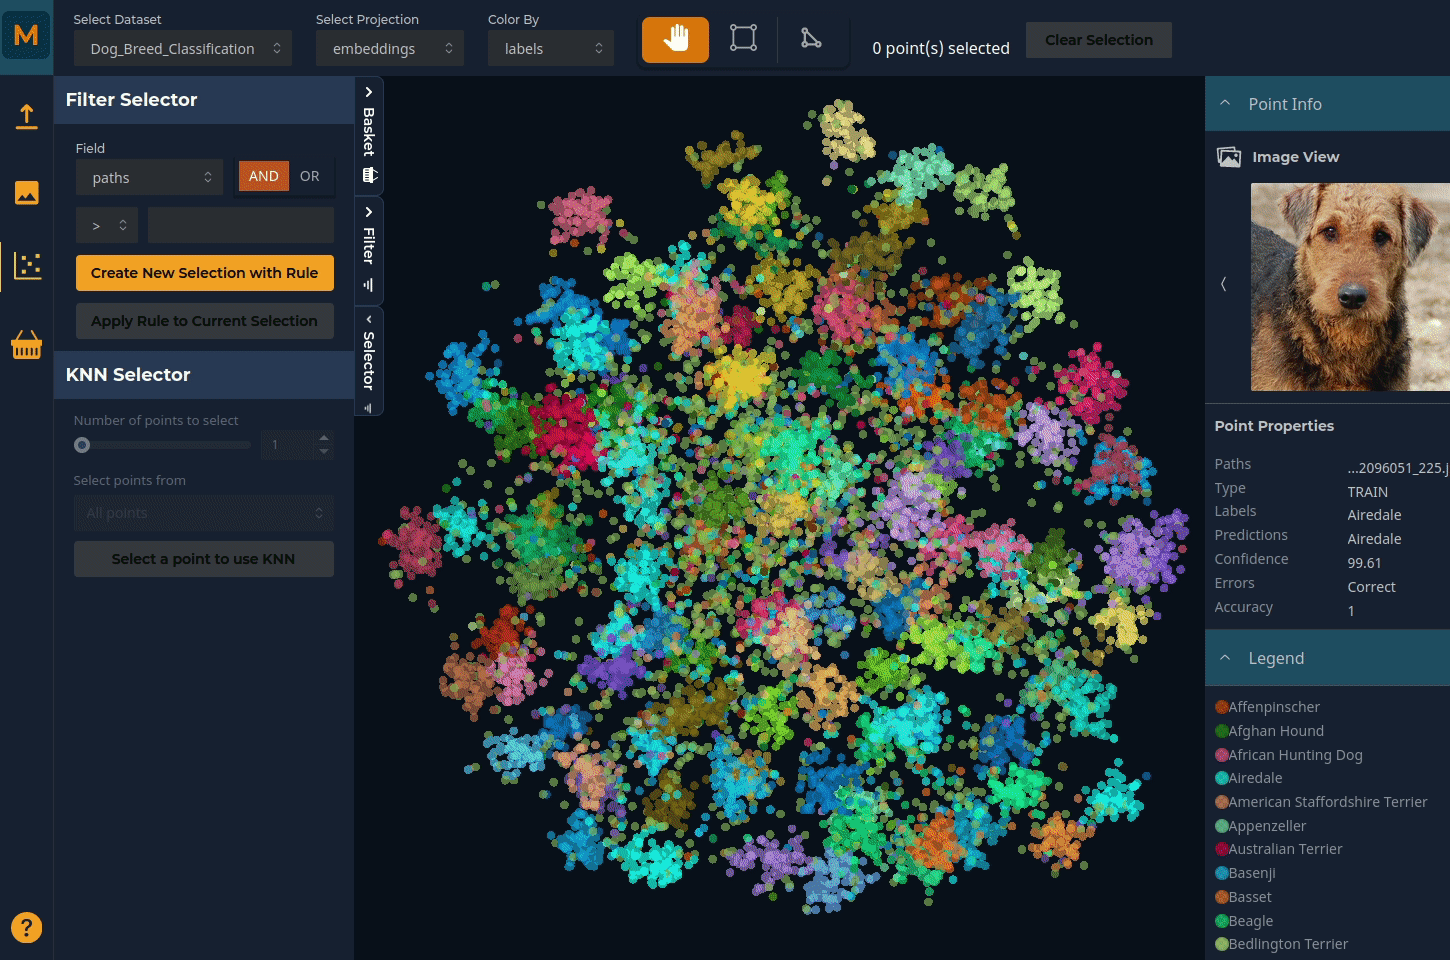 M
Select Dataset
Select Projection
Color By
Dog_Breed_Classification
embeddings
labels
0 point(s) selected
Clear Selection
Filter Selector
Field
paths
AND
OR
>
Create New Selection with Rule
Apply Rule to Current Selection
KNN Selector
Number of points to select
1
Select points from
All points
Select a point to use KNN
?
Basket
Filter
Selector
Point Info
Image View
Point Properties
Paths ...2096051_225.j
Type TRAIN
Labels Airedale
Predictions Airedale
Confidence 99.61
Errors Correct
Accuracy 1
Legend
Affenpinscher
Afghan Hound
African Hunting Dog
Airedale
American Staffordshire Terrier
Appenzeller
Australian Terrier
Basenji
Basset
Beagle
Bedlington Terrier